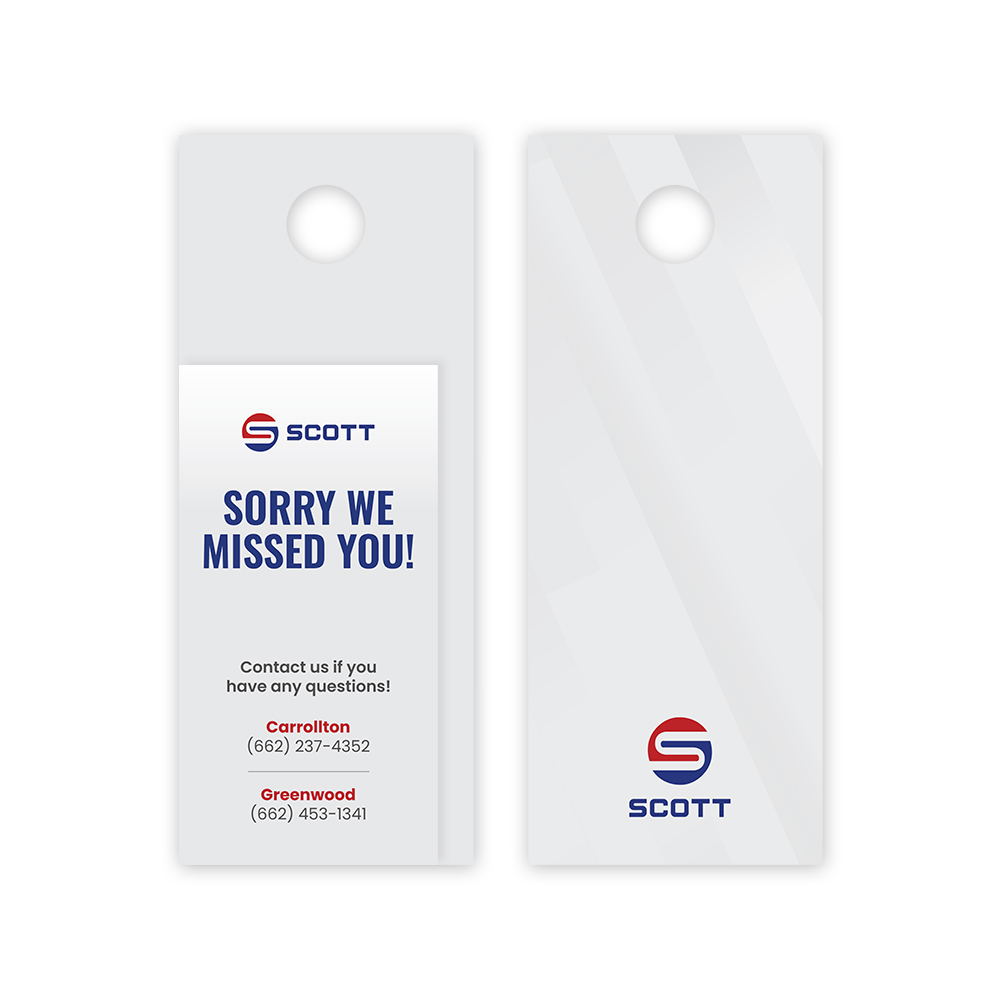 SCOTT
SORRY WE
MISSED YOU!
Contact us if you
have any questions!
Carrollton
(662) 237-4352
Greenwood
(662) 453-1341
SCOTT